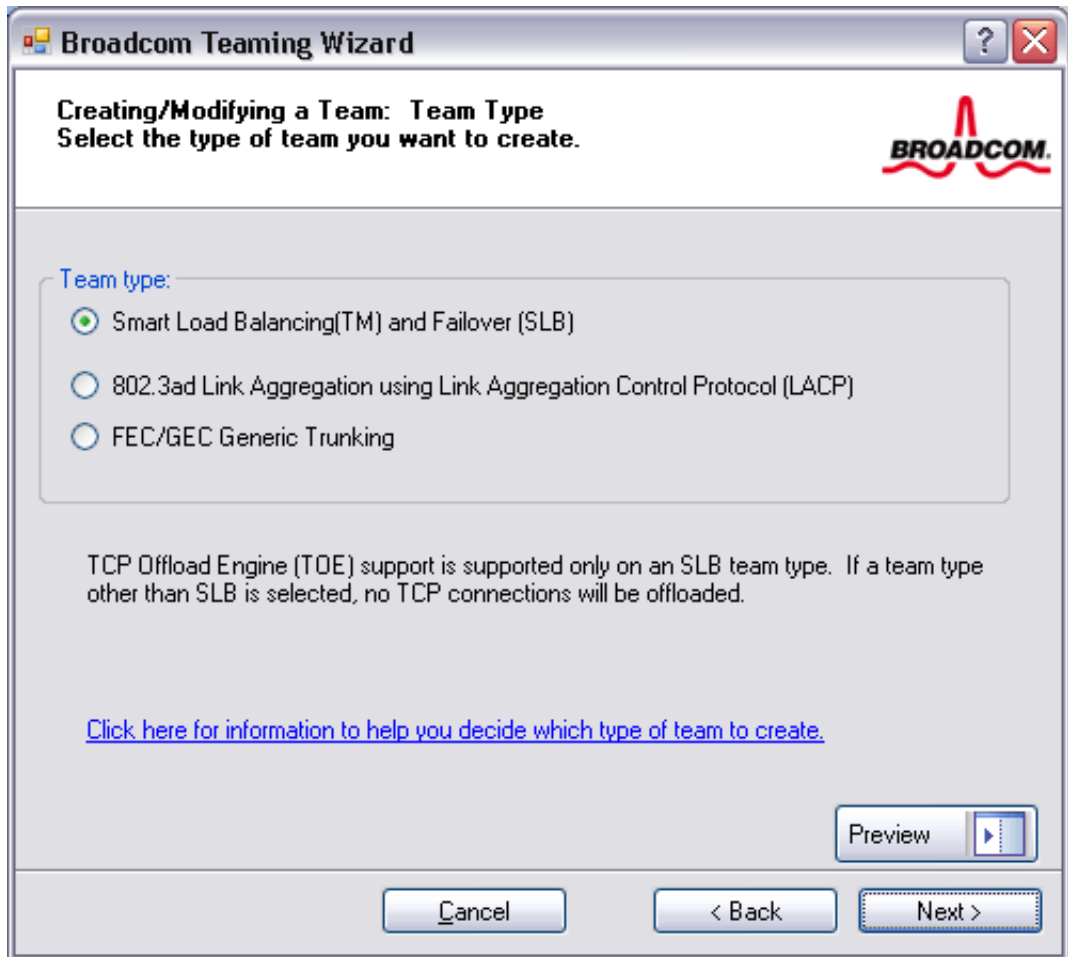 Broadcom Teaming Wizard
?
Creating/Modifying a Team: Team Type
Select the type of team you want to create.
BROADCOM.
Team type:
Smart Load Balancing(TM) and Failover (SLB)
802.3ad Link Aggregation using Link Aggregation Control Protocol (LACP)
FEC/GEC Generic Trunking
TCP Offload Engine (TOE) support is supported only on an SLB team type. If a team type
other than SLB is selected, no TCP connections will be offloaded.
Click here for information to help you decide which type of team to create.
Preview
Cancel
< Back
Next >